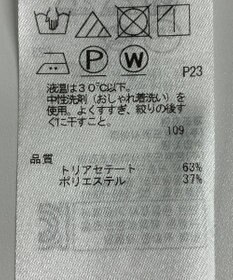 P W P23
液温は30℃以下。
中性洗剤(おしゃれ着洗い)を
使用。よくすすぎ、絞りの後す
ぐに干すこと。
109
品質
トリアセテート 63%
ポリエステル 37%